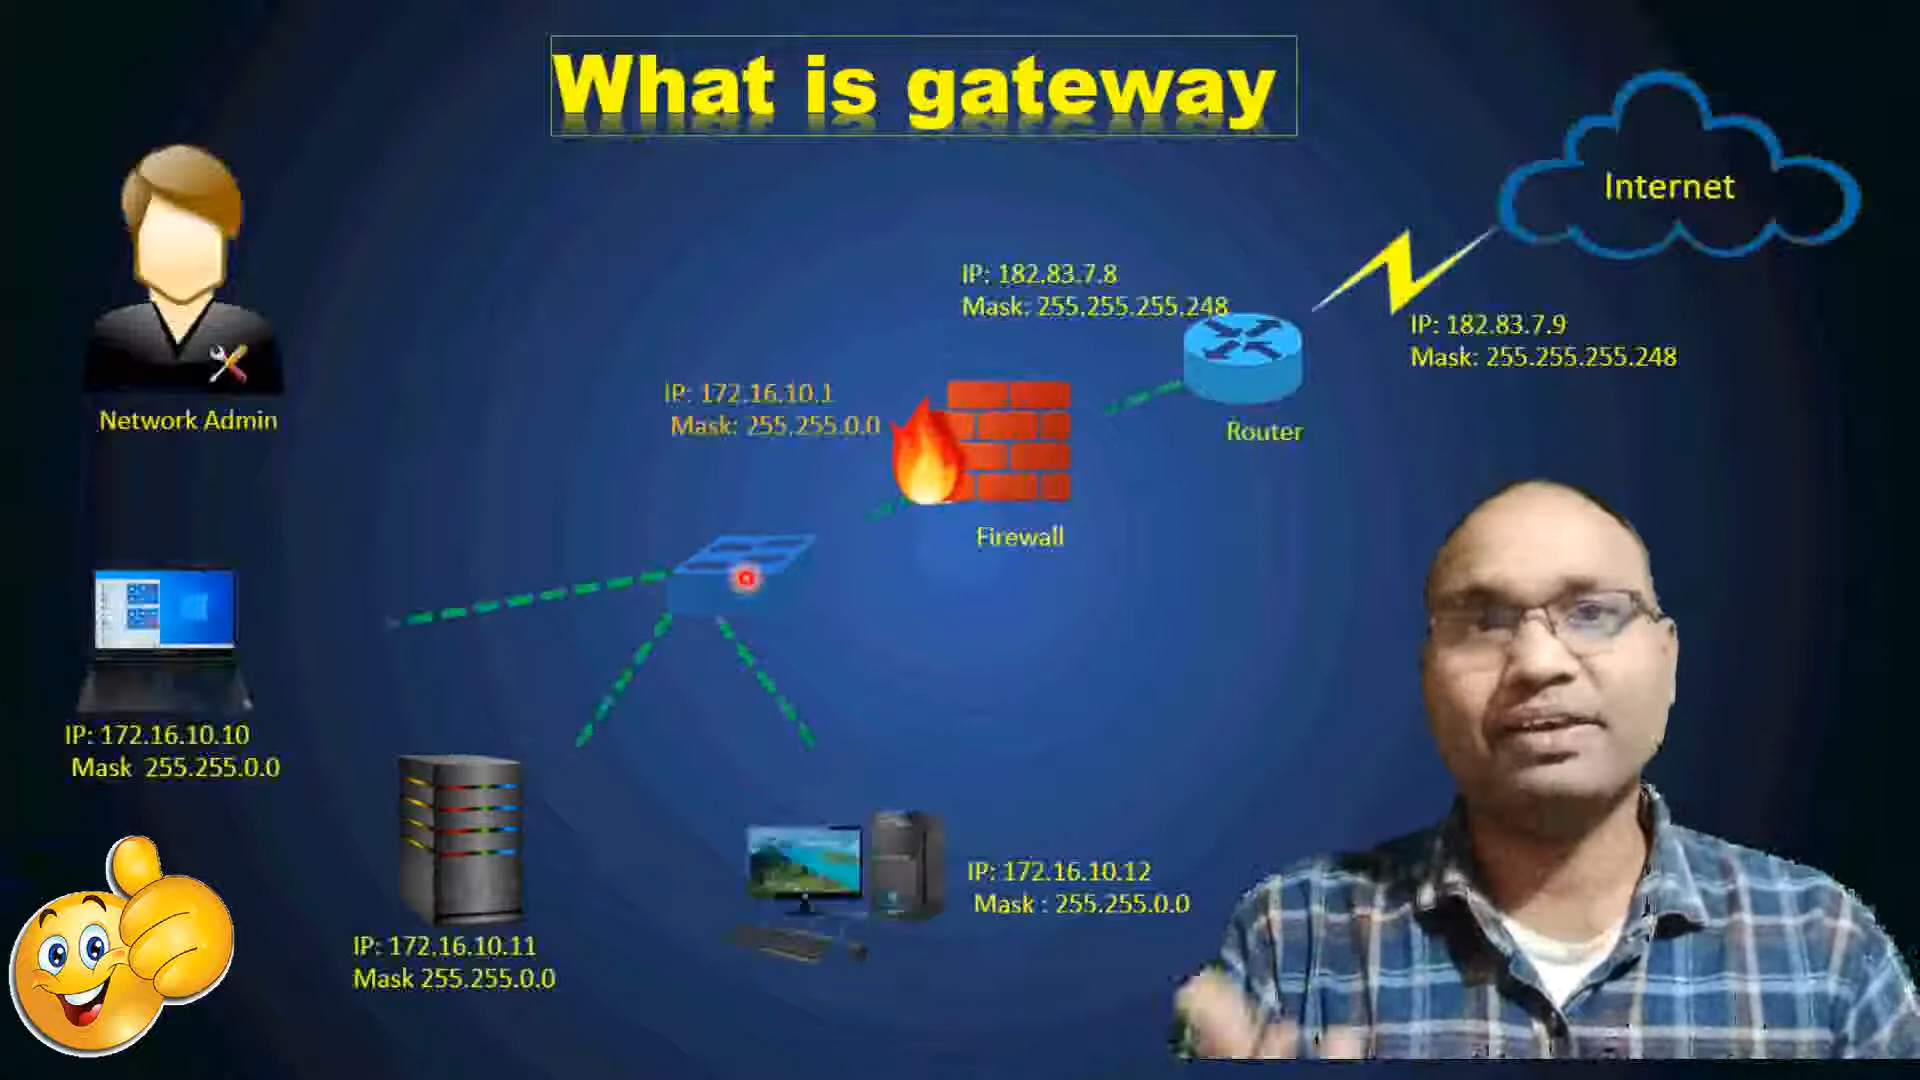 What is gateway
Internet
IP: 182.83.7.8
Mask: 255.255.255.248
IP: 182.83.7.9
Mask: 255.255.255.248
IP: 172.16.10.1
Mask: 255.255.0.0
Network Admin
Router
Firewall
IP: 172.16.10.10
Mask 255.255.0.0
IP: 172.16.10.12
Mask : 255.255.0.0
IP: 172.16.10.11
Mask 255.255.0.0